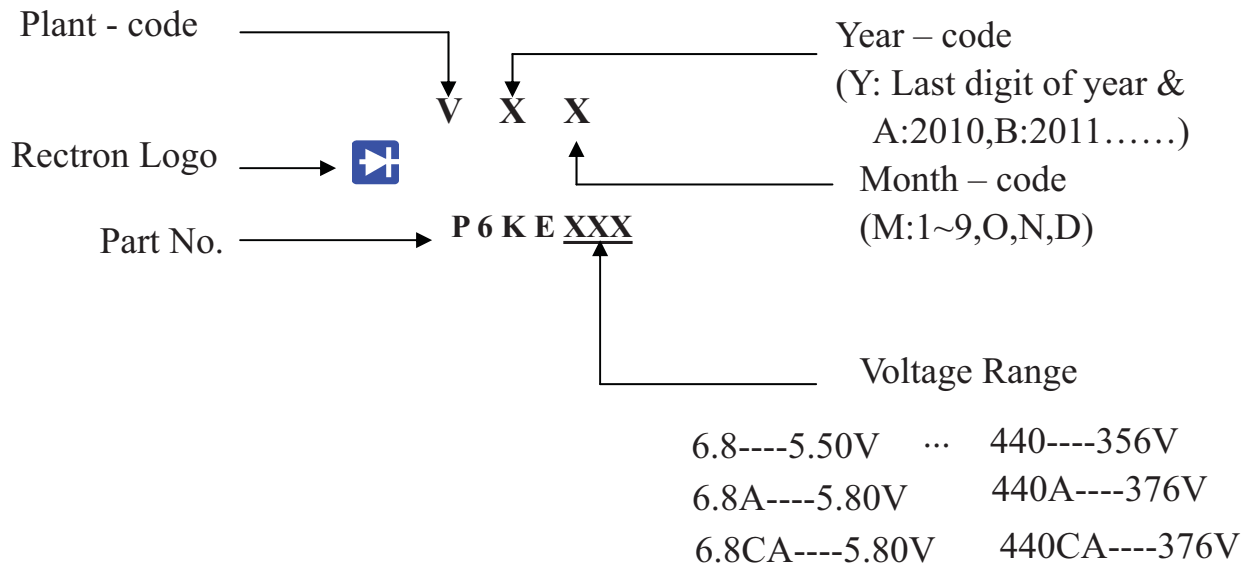 Plant - code
Year – code
(Y: Last digit of year &
A:2010,B:2011……)
V X X
Rectron Logo
Month – code
(M:1~9,O,N,D)
Part No.
P 6 K E XXX
Voltage Range
6.8----5.50V ... 440----356V
6.8A----5.80V 440A----376V
6.8CA----5.80V 440CA----376V